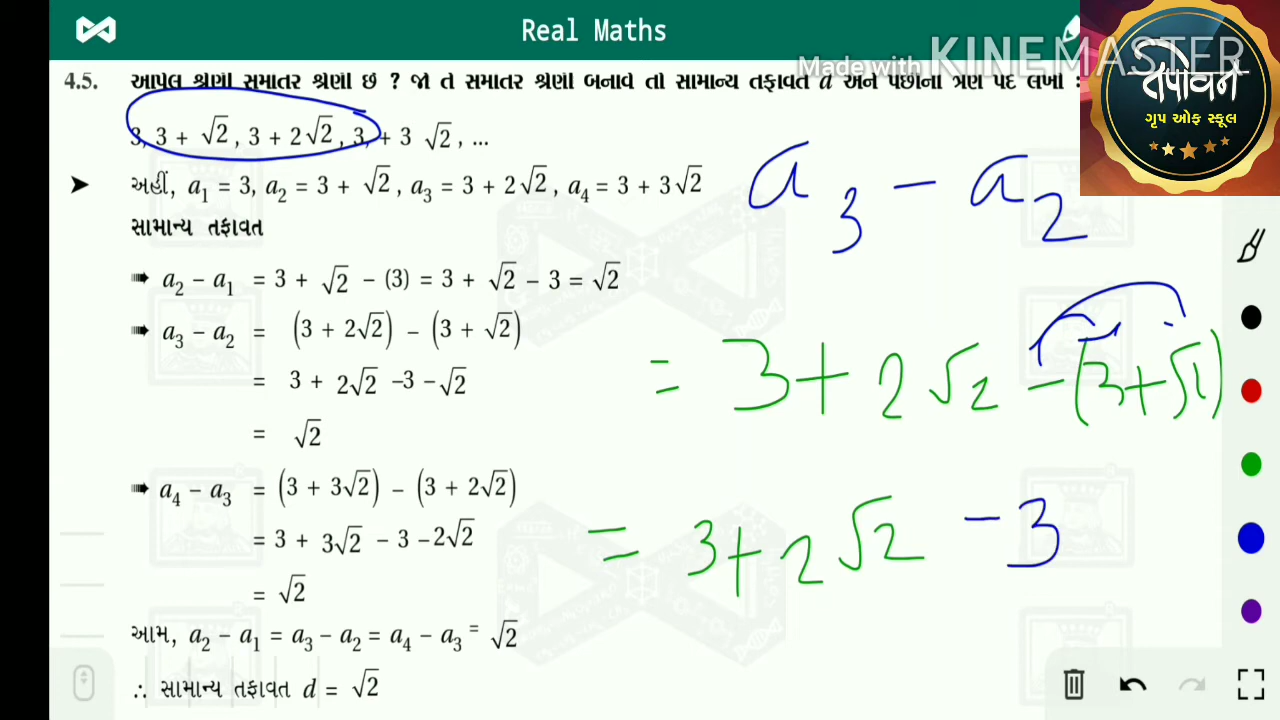 Real Maths
Made with KINEMASTER
તપોવન
ગ્રુપ ઓફ સ્કૂલ
4.5. આપેલ શ્રેણી સમાંતર શ્રેણી છે ? જો તે સમાંતર શ્રેણી બનાવે તો સામાન્ય તફાવત d અને પછીના ત્રણ પદ લખો :
3, 3 + √2, 3 + 2√2, 3, + 3 √2, ...
➤ અહીં, a₁ = 3, a₂ = 3 + √2, a₃ = 3 + 2√2, a₄ = 3 + 3√2
સામાન્ય તફાવત
➠ a₂ – a₁ = 3 + √2 – (3) = 3 + √2 – 3 = √2
➠ a₃ – a₂ = (3 + 2√2) – (3 + √2)
= 3 + 2√2 –3 – √2
= √2
➠ a₄ – a₃ = (3 + 3√2) – (3 + 2√2)
= 3 + 3√2 – 3 – 2√2
= √2
આમ, a₂ – a₁ = a₃ – a₂ = a₄ – a₃ = √2
∴ સામાન્ય તફાવત d = √2
a₃ – a₂
= 3 + 2√2 – (3+√2)
= 3 + 2√2 – 3